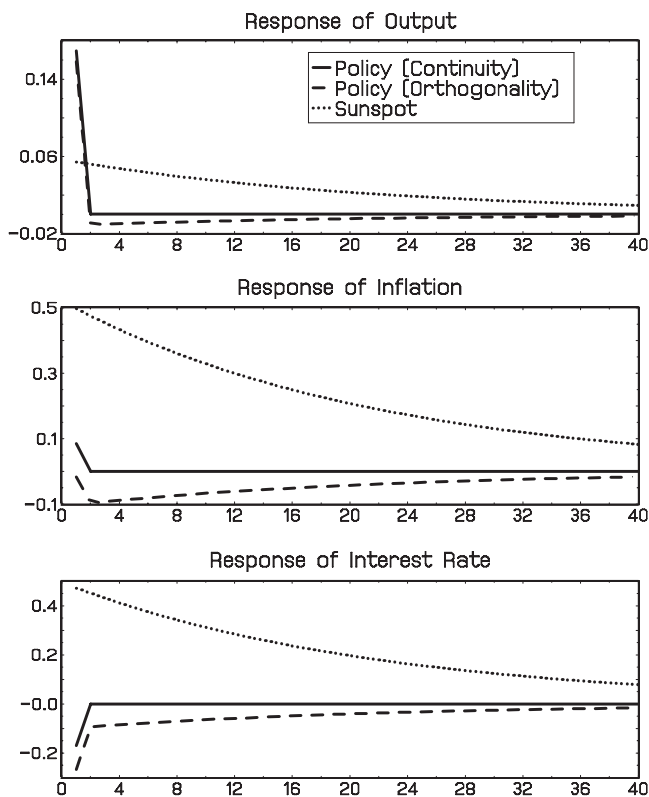 Response of Output
0.14
0.06
-0.02
Policy (Continuity)
Policy (Orthogonality)
Sunspot
0 4 8 12 16 20 24 28 32 36 40
Response of Inflation
0.5
0.3
0.1
-0.1
0 4 8 12 16 20 24 28 32 36 40
Response of Interest Rate
0.4
0.2
-0.0
-0.2
0 4 8 12 16 20 24 28 32 36 40